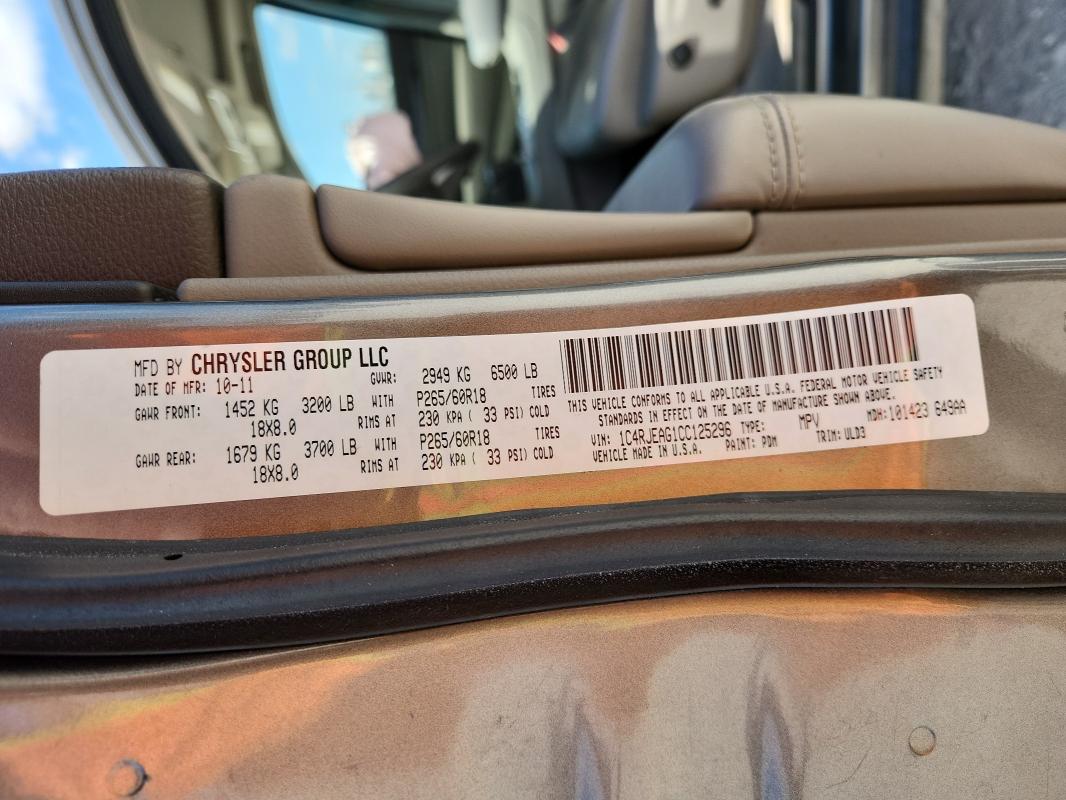 MFD BY CHRYSLER GROUP LLC
DATE OF MFR: 10-11 GVWR: 2949 KG 6500 LB
GAWR FRONT: 1452 KG 3200 LB WITH P265/60R18 TIRES
18X8.0 RIMS AT 230 KPA ( 33 PSI) COLD
GAWR REAR: 1679 KG 3700 LB WITH P265/60R18 TIRES
18X8.0 RIMS AT 230 KPA ( 33 PSI) COLD
THIS VEHICLE CONFORMS TO ALL APPLICABLE U.S.A. FEDERAL MOTOR VEHICLE SAFETY
STANDARDS IN EFFECT ON THE DATE OF MANUFACTURE SHOWN ABOVE.
VIN: 1C4RJEAG1CC125296 TYPE: MPV MDH:101423 649AA
VEHICLE MADE IN U.S.A. PAINT: PDM TRIM: ULD3